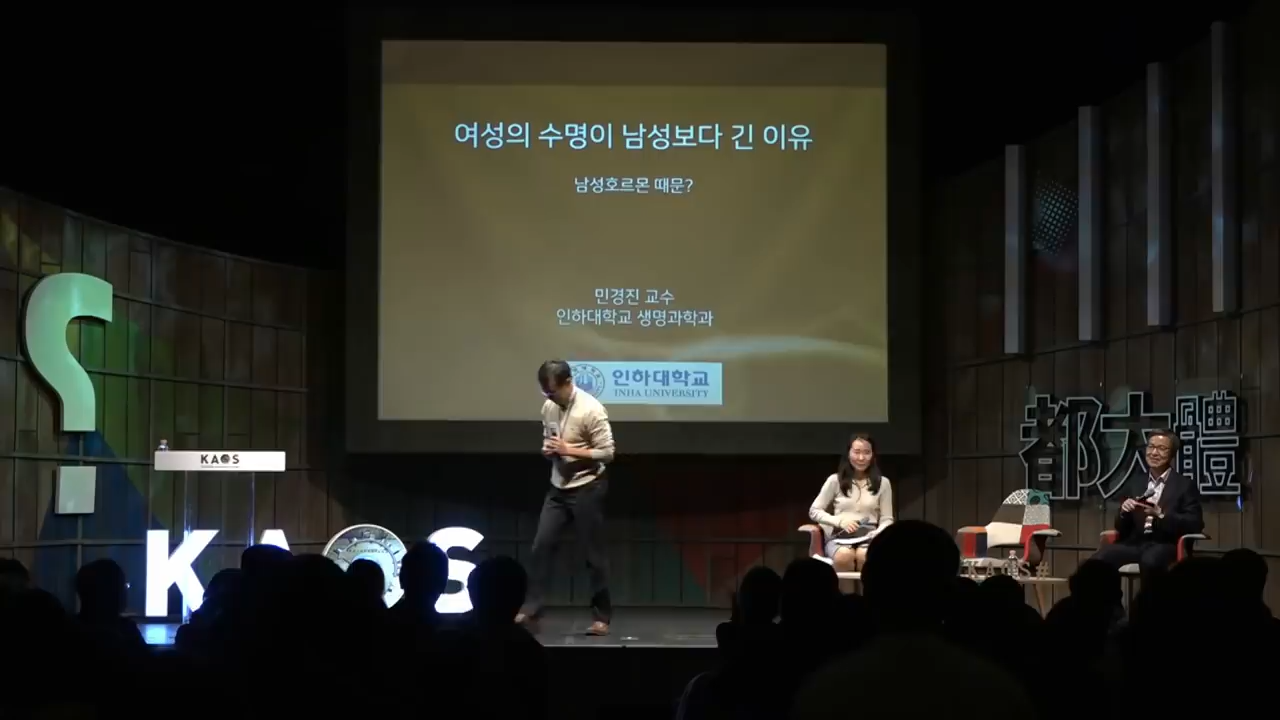 여성의 수명이 남성보다 긴 이유
남성호르몬 때문?
민경진 교수
인하대학교 생명과학과
인하대학교
INHA UNIVERSITY
KAOS
KAOS
都大體